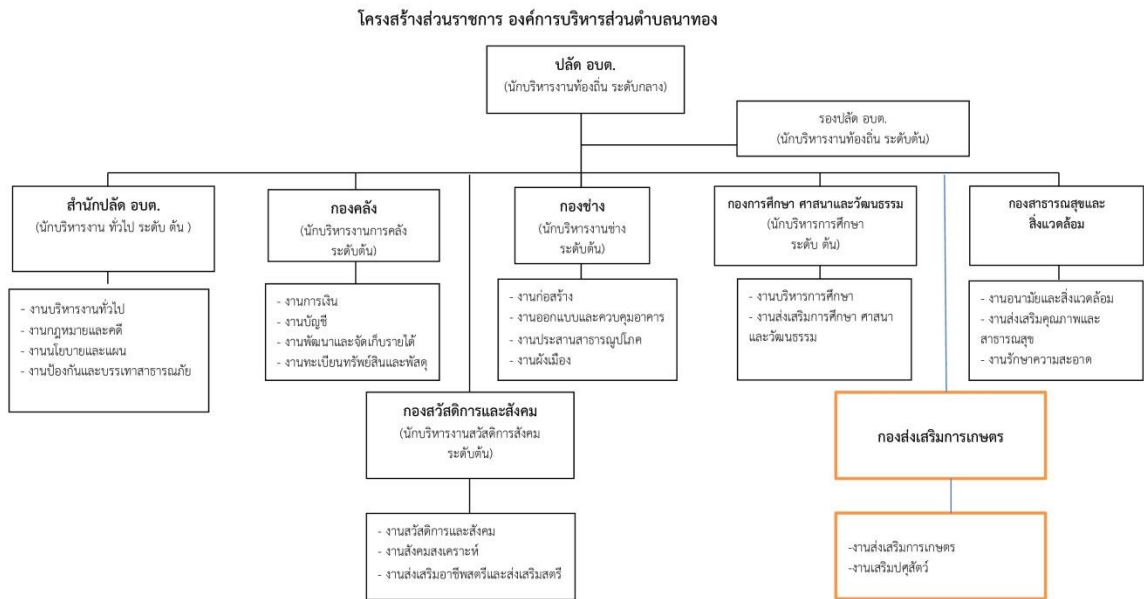 โครงสร้างส่วนราชการ องค์การบริหารส่วนตำบลนาทอง
ปลัด อบต.
(นักบริหารงานท้องถิ่น ระดับกลาง)
รองปลัด อบต.
(นักบริหารงานท้องถิ่น ระดับต้น)
สำนักปลัด อบต.
(นักบริหารงาน ทั่วไป ระดับ ต้น )
- งานบริหารงานทั่วไป
- งานกฎหมายและคดี
- งานนโยบายและแผน
- งานป้องกันและบรรเทาสาธารณภัย
กองคลัง
(นักบริหารงานการคลัง
ระดับต้น)
- งานการเงิน
- งานบัญชี
- งานพัฒนาและจัดเก็บรายได้
- งานทะเบียนทรัพย์สินและพัสดุ
กองช่าง
(นักบริหารงานช่าง
ระดับต้น)
- งานก่อสร้าง
- งานออกแบบและควบคุมอาคาร
- งานประสานสาธารณูปโภค
- งานผังเมือง
กองการศึกษา ศาสนาและวัฒนธรรม
(นักบริหารการศึกษา
ระดับ ต้น)
- งานบริหารการศึกษา
- งานส่งเสริมการศึกษา ศาสนา
และวัฒนธรรม
กองสาธารณสุขและ
สิ่งแวดล้อม
- งานอนามัยและสิ่งแวดล้อม
- งานส่งเสริมคุณภาพและ
สาธารณสุข
- งานรักษาความสะอาด
กองสวัสดิการและสังคม
(นักบริหารงานสวัสดิการสังคม
ระดับต้น)
- งานสวัสดิการและสังคม
- งานสังคมสงเคราะห์
- งานส่งเสริมอาชีพสตรีและส่งเสริมสตรี
กองส่งเสริมการเกษตร
-งานส่งเสริมการเกษตร
-งานเสริมปศุสัตว์